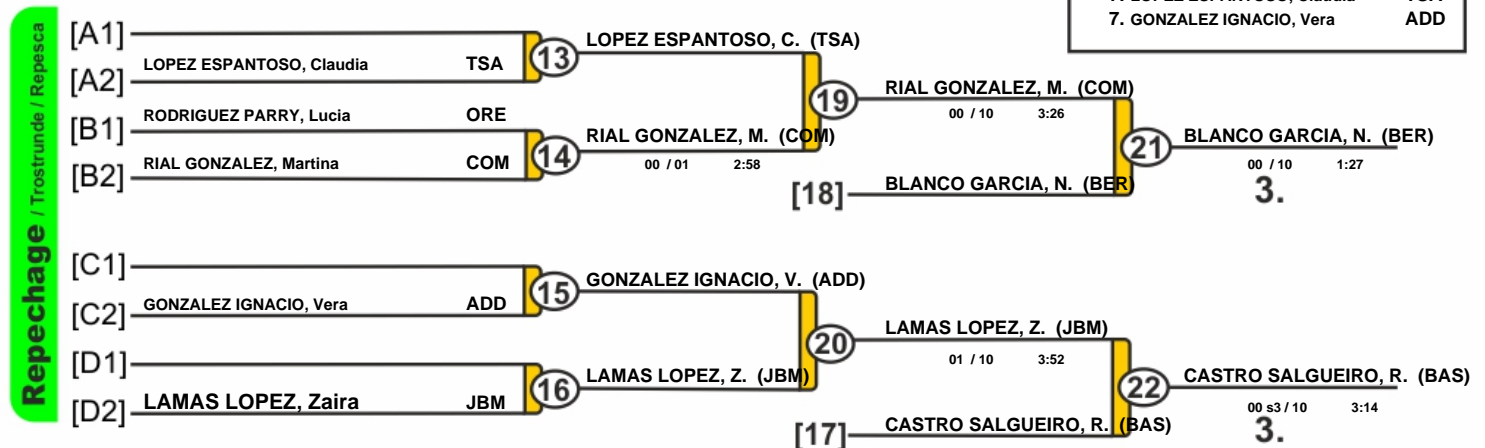 7. GONZALEZ IGNACIO, Vera ADD
Repechage / Trostrunde / Repesca
[A1]
LOPEZ ESPANTOSO, Claudia TSA
[A2]
13
LOPEZ ESPANTOSO, C. (TSA)
RODRIGUEZ PARRY, Lucia ORE
[B1]
RIAL GONZALEZ, Martina COM
[B2]
14
RIAL GONZALEZ, M. (COM)
00 / 01 2:58
19
RIAL GONZALEZ, M. (COM)
00 / 10 3:26
[18]
BLANCO GARCIA, N. (BER)
21
BLANCO GARCIA, N. (BER)
00 / 10 1:27
3.
[C1]
GONZALEZ IGNACIO, Vera ADD
[C2]
15
GONZALEZ IGNACIO, V. (ADD)
[D1]
LAMAS LOPEZ, Zaira JBM
[D2]
16
LAMAS LOPEZ, Z. (JBM)
20
LAMAS LOPEZ, Z. (JBM)
01 / 10 3:52
[17]
CASTRO SALGUEIRO, R. (BAS)
22
CASTRO SALGUEIRO, R. (BAS)
00 s3 / 10 3:14
3.